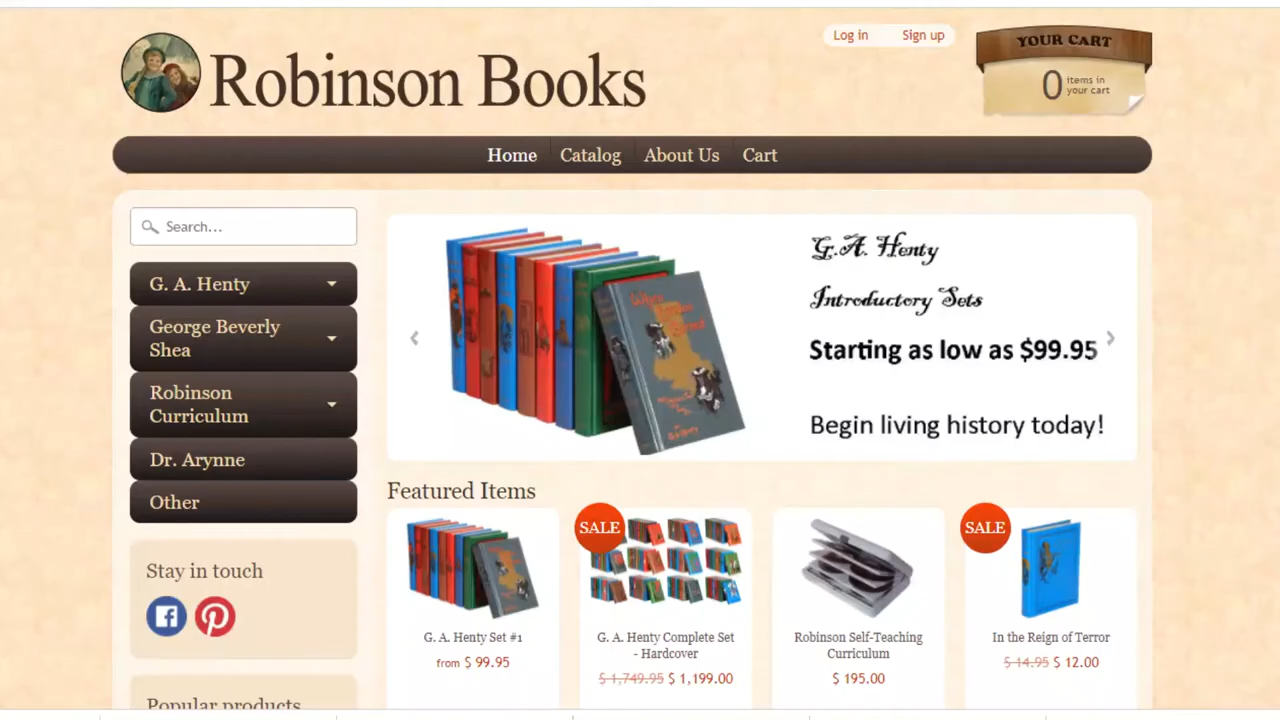 Robinson Books
Log in
Sign up
YOUR CART
0 items in
your cart
Home
Catalog
About Us
Cart
Search...
G. A. Henty
George Beverly
Shea
Robinson
Curriculum
Dr. Arynne
Other
Stay in touch
Popular products
G.A. Henty
Introductory Sets
Starting as low as $99.95
Begin living history today!
Featured Items
G. A. Henty Set #1
from $ 99.95
SALE
G. A. Henty Complete Set
- Hardcover
$ 1,749.95 $ 1,199.00
Robinson Self-Teaching
Curriculum
$ 195.00
SALE
In the Reign of Terror
$ 14.95 $ 12.00